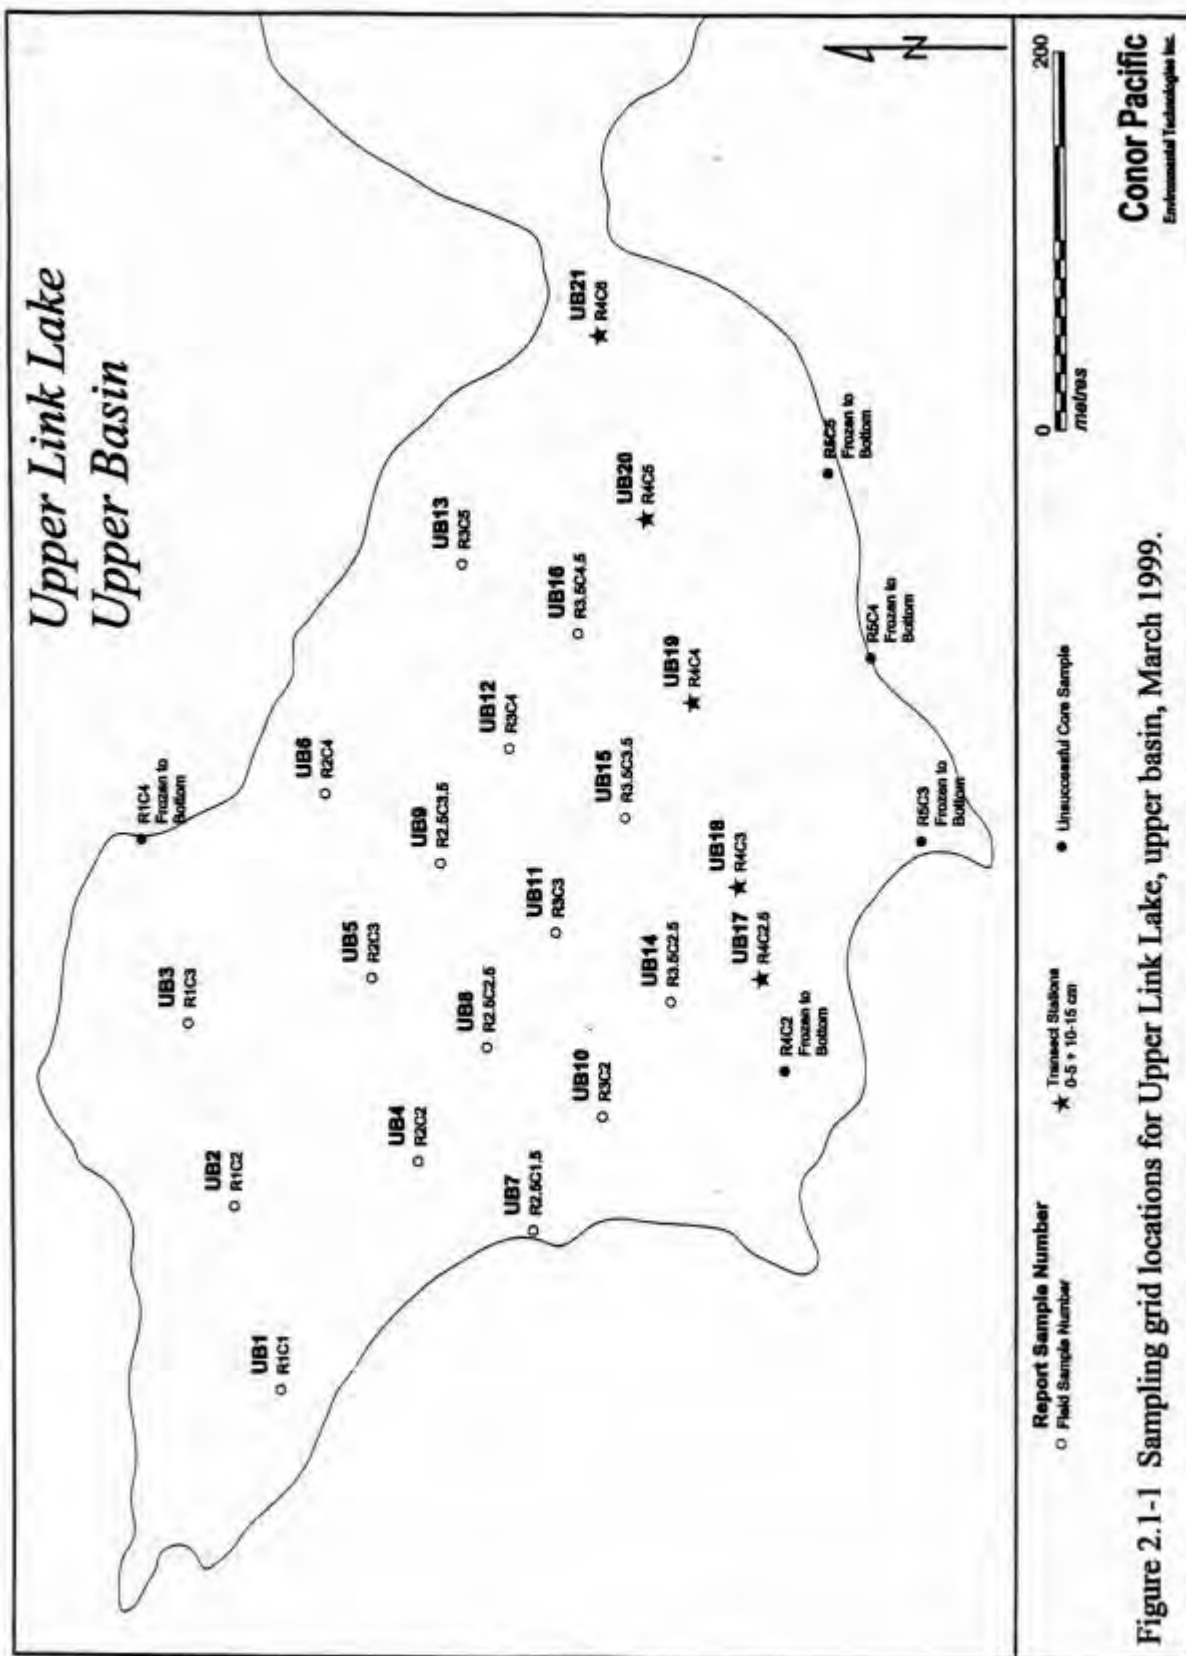 Upper Link Lake
Upper Basin
R1C4
Frozen to
Bottom
UB3
R1C3
UB2
R1C2
UB1
R1C1
UB6
R2C4
UB5
R2C3
UB4
R2C2
UB9
R2.5C3.5
UB8
R2.5C2.5
UB7
R2.5C1.5
UB13
R3C5
UB12
R3C4
UB11
R3C3
UB10
R3C2
UB16
R3.5C4.5
UB15
R3.5C3.5
UB14
R3.5C2.5
UB21
R4C6
UB20
R4C5
UB19
R4C4
UB18
R4C3
UB17
R4C2.5
R4C2
Frozen to
Bottom
R5C5
Frozen to
Bottom
R5C4
Frozen to
Bottom
R5C3
Frozen to
Bottom
N
Report Sample Number
Field Sample Number
Transect Stations
0-5 + 10-15 cm
Unsuccessful Core Sample
0 200
metres
Conor Pacific
Environmental Technologies Inc.
Figure 2.1-1 Sampling grid locations for Upper Link Lake, upper basin, March 1999.